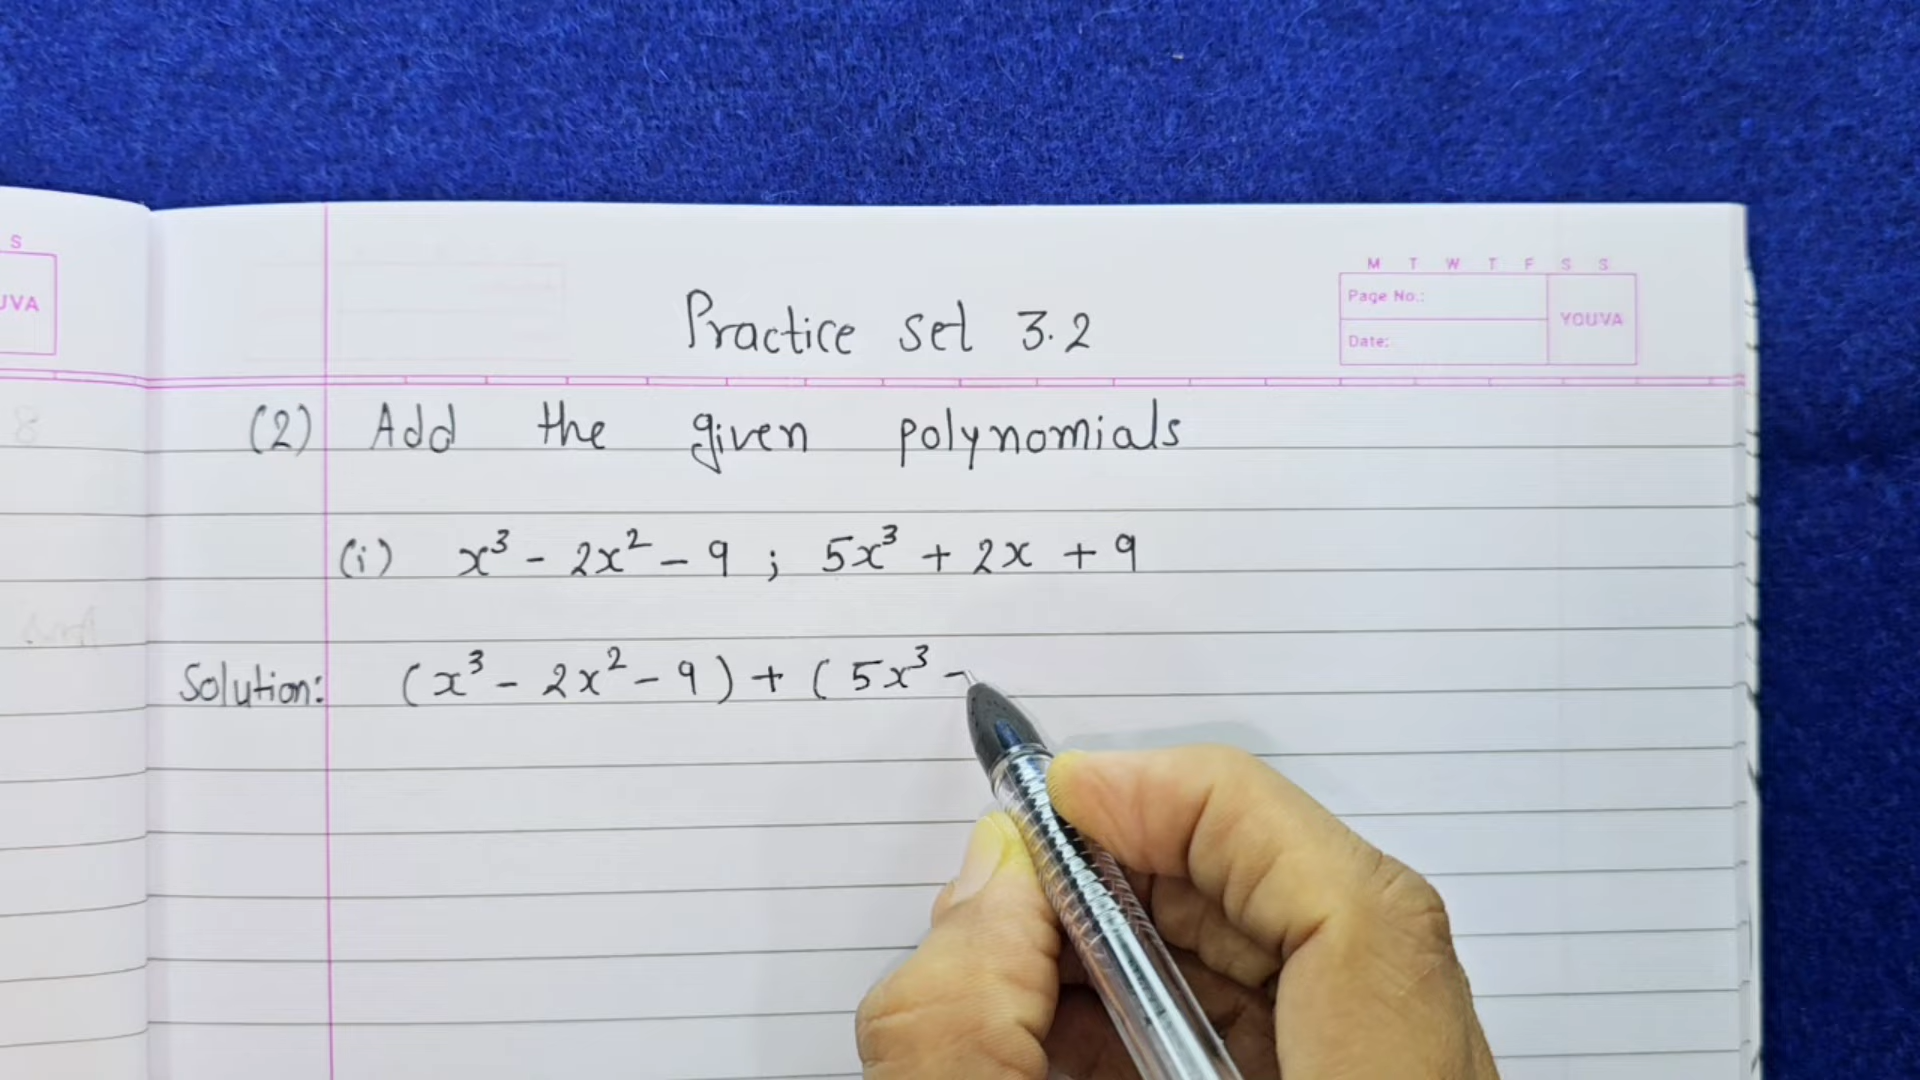 S
UVA
M T W T F S S
Page No.:
YOUVA
Date:
Practice set 3.2
(2) Add the given polynomials
(i) x³ - 2x² - 9 ; 5x³ + 2x + 9
Solution: (x³ - 2x² - 9) + (5x³ -